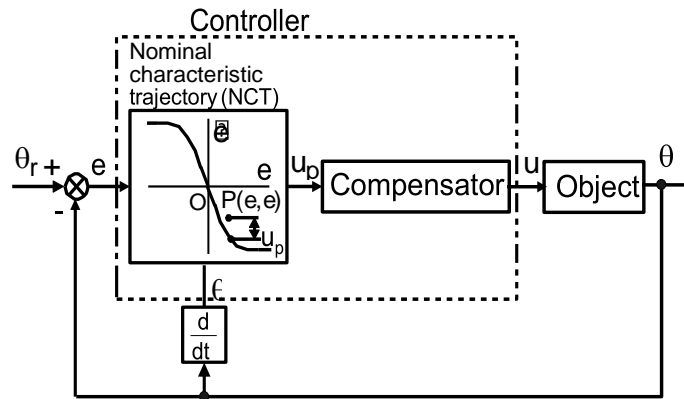 Controller
Nominal
characteristic
trajectory (NCT)
θr +
e
e
O
P(e, e)
up
up
Compensator
u
Object
θ
-
d
dt